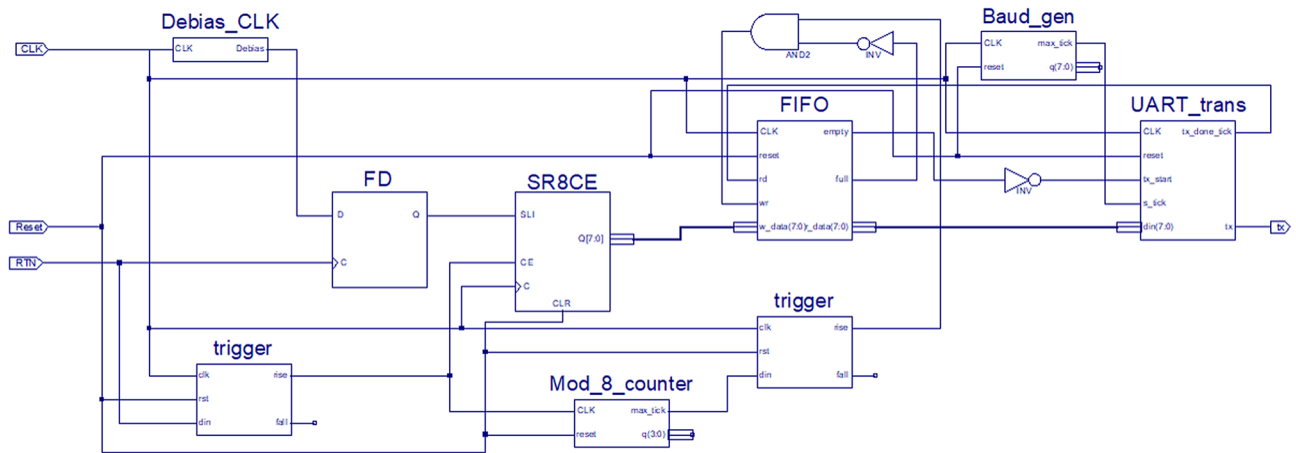 Debias_CLK
CLK
CLK
Debias
AND2
INV
Baud_gen
CLK
max_tick
reset
q(7:0)
FIFO
CLK
empty
reset
rd
full
wr
w_data(7:0)
r_data(7:0)
INV
UART_trans
CLK
tx_done_tick
reset
tx_start
s_tick
din(7:0)
tx
tx
FD
D
Q
C
SR8CE
SLI
Q[7:0]
CE
C
CLR
Reset
RTN
trigger
clk
rise
rst
din
fall
trigger
clk
rise
rst
din
fall
Mod_8_counter
CLK
max_tick
reset
q(3:0)